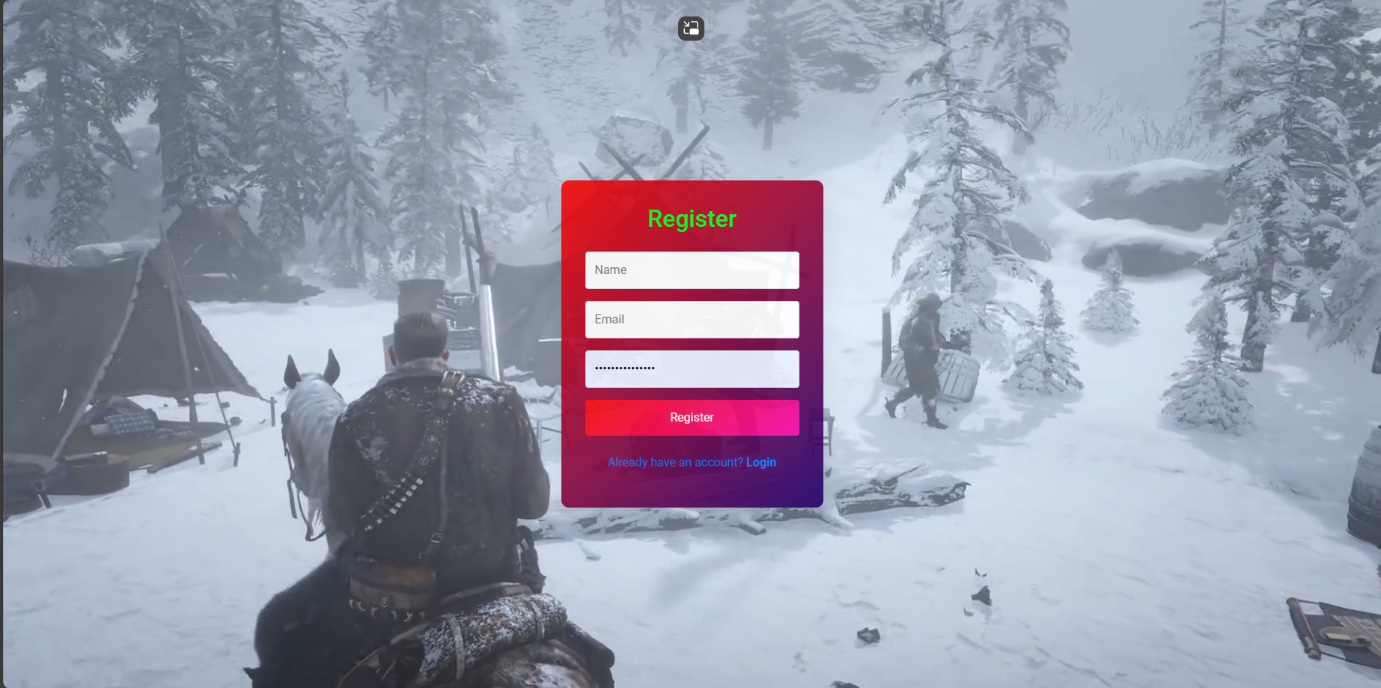 Register
Name
Email
•••••••••••••••
Register
Already have an account? Login